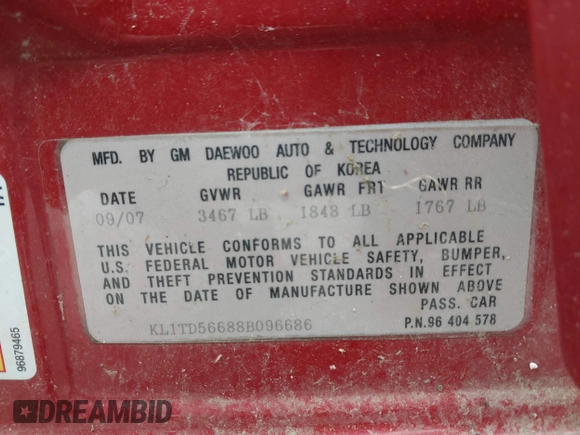 MFD. BY GM DAEWOO AUTO & TECHNOLOGY COMPANY
REPUBLIC OF KOREA
DATE GVWR GAWR FRT GAWR RR
09/07 3467 LB 1848 LB 1767 LB
THIS VEHICLE CONFORMS TO ALL APPLICABLE
U.S. FEDERAL MOTOR VEHICLE SAFETY, BUMPER,
AND THEFT PREVENTION STANDARDS IN EFFECT
ON THE DATE OF MANUFACTURE SHOWN ABOVE
PASS. CAR
KL1TD56688B096686 P.N.96 404 578
96879465
DREAMBID